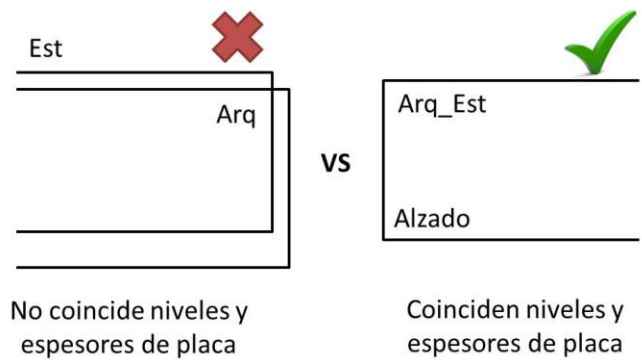 Est
Arq
VS
Arq_Est
Alzado
No coincide niveles y
espesores de placa
Coinciden niveles y
espesores de placa